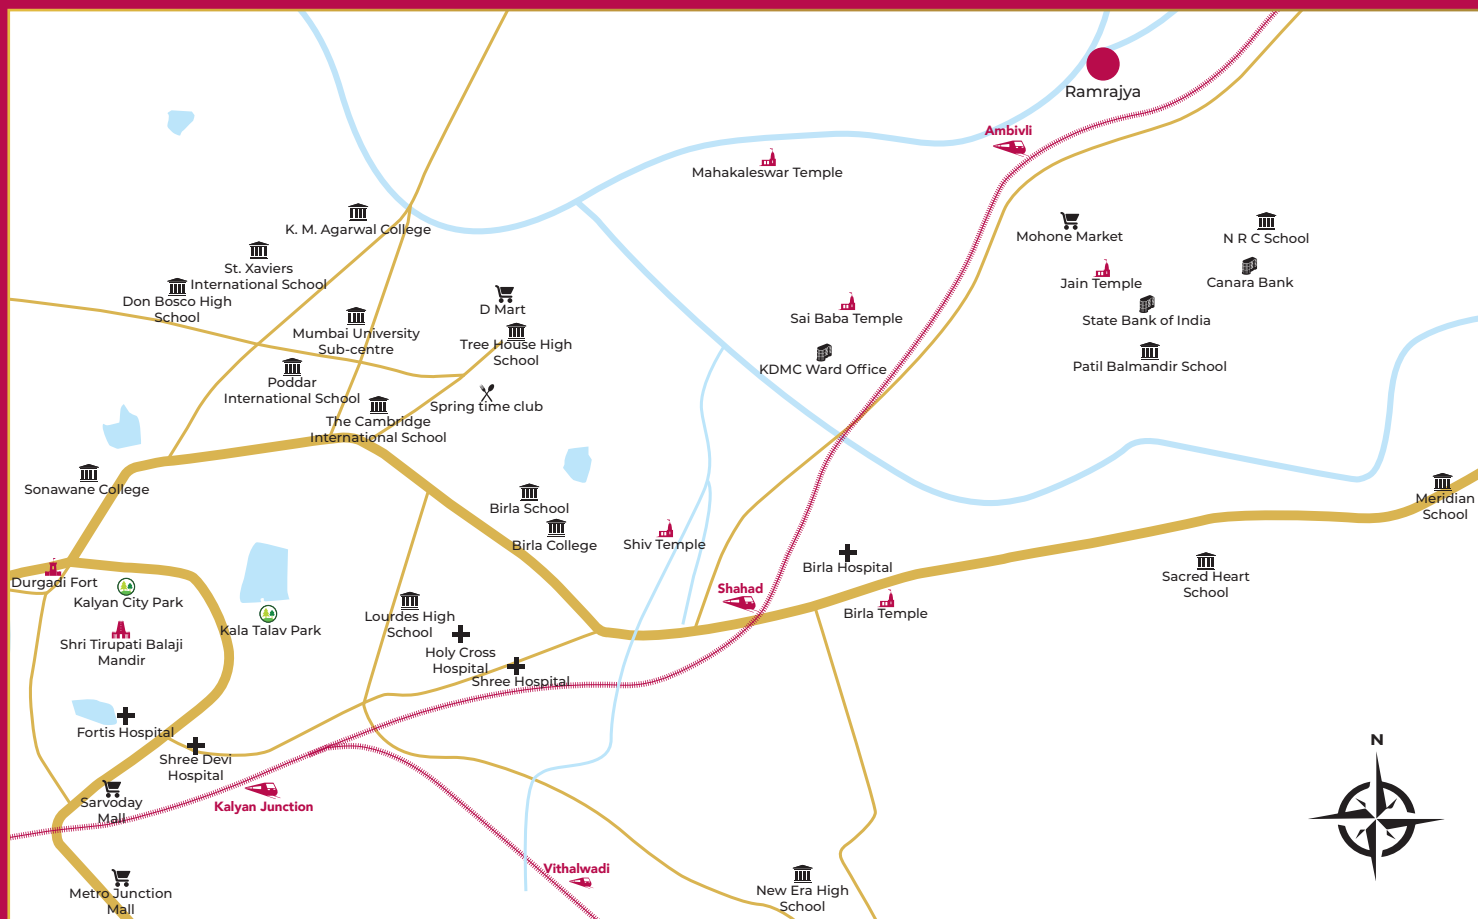 Ramrajya
Ambivli
Mahakaleswar Temple
K. M. Agarwal College
Mohone Market
N R C School
St. Xaviers
International School
Jain Temple
Canara Bank
Don Bosco High
School
D Mart
Sai Baba Temple
State Bank of India
Mumbai University
Sub-centre
Tree House High
School
KDMC Ward Office
Patil Balmandir School
Poddar
International School
Spring time club
The Cambridge
International School
Sonawane College
Birla School
Meridian
School
Birla College
Shiv Temple
Birla Hospital
Sacred Heart
School
Durgadi Fort
Kalyan City Park
Shahad
Birla Temple
Lourdes High
School
Kala Talav Park
Shri Tirupati Balaji
Mandir
Holy Cross
Hospital
Shree Hospital
Fortis Hospital
Shree Devi
Hospital
N
Sarvoday
Mall
Kalyan Junction
Vithalwadi
Metro Junction
Mall
New Era High
School